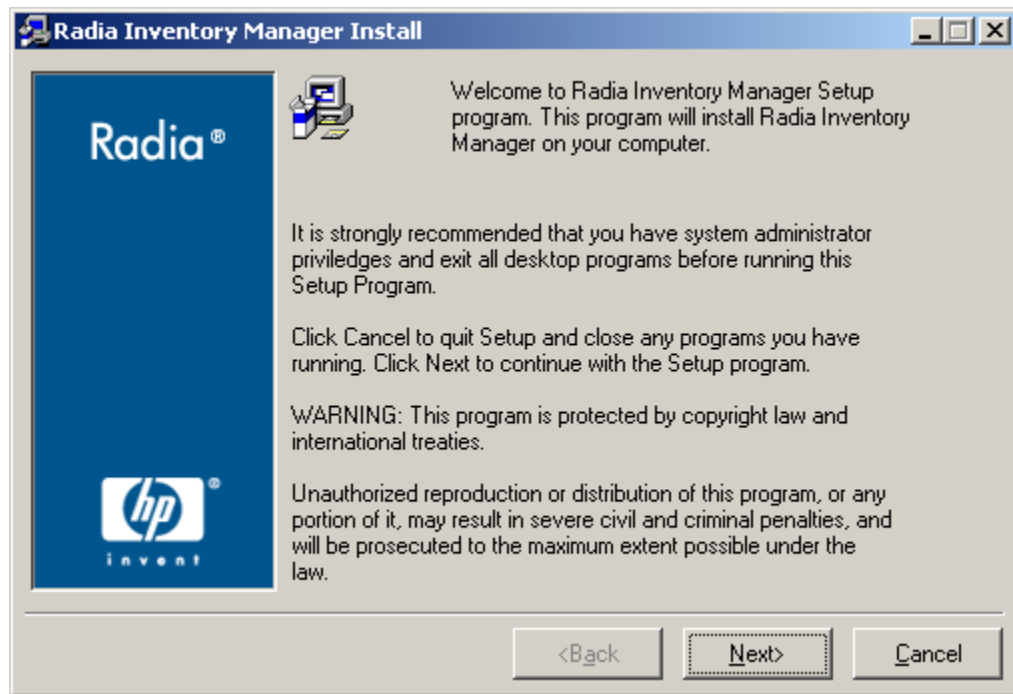 Radia Inventory Manager Install
Radia®
Welcome to Radia Inventory Manager Setup
program. This program will install Radia Inventory
Manager on your computer.
It is strongly recommended that you have system administrator
priviledges and exit all desktop programs before running this
Setup Program.
Click Cancel to quit Setup and close any programs you have
running. Click Next to continue with the Setup program.
WARNING: This program is protected by copyright law and
international treaties.
Unauthorized reproduction or distribution of this program, or any
portion of it, may result in severe civil and criminal penalties, and
will be prosecuted to the maximum extent possible under the
law.
hp®
invent
<Back
Next>
Cancel